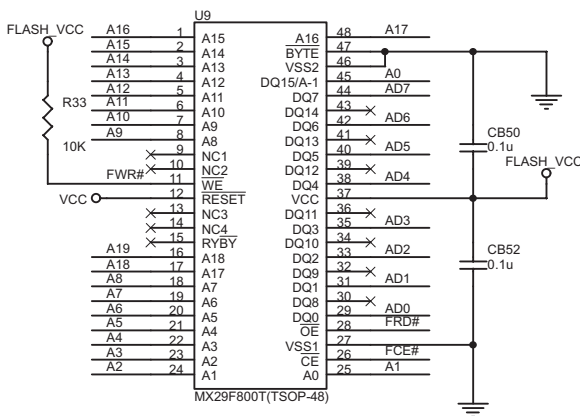 U9
FLASH_VCC
A16 1 A15 A16 48 A17
A15 2 A14 BYTE 47
A14 3 A13 VSS2 46
A13 4 A12 DQ15/A-1 45 A0
A12 5 A11 DQ7 44 AD7
R33 A11 6 A10 DQ14 43
A10 7 A9 DQ6 42 AD6
10K A9 8 A8 DQ13 41
9 NC1 DQ5 40 AD5
10 NC2 DQ12 39
FWR# 11 WE DQ4 38 AD4
VCC 12 RESET VCC 37
13 NC3 DQ11 36
14 NC4 DQ3 35 AD3
15 RYBY DQ10 34
A19 16 A18 DQ2 33 AD2
A18 17 A17 DQ9 32
A8 18 A7 DQ1 31 AD1
A7 19 A6 DQ8 30
A6 20 A5 DQ0 29 AD0
A5 21 A4 OE 28 FRD#
A4 22 A3 VSS1 27
A3 23 A2 CE 26 FCE#
A2 24 A1 A0 25 A1
MX29F800T(TSOP-48)
CB50
0.1u
FLASH_VCC
CB52
0.1u